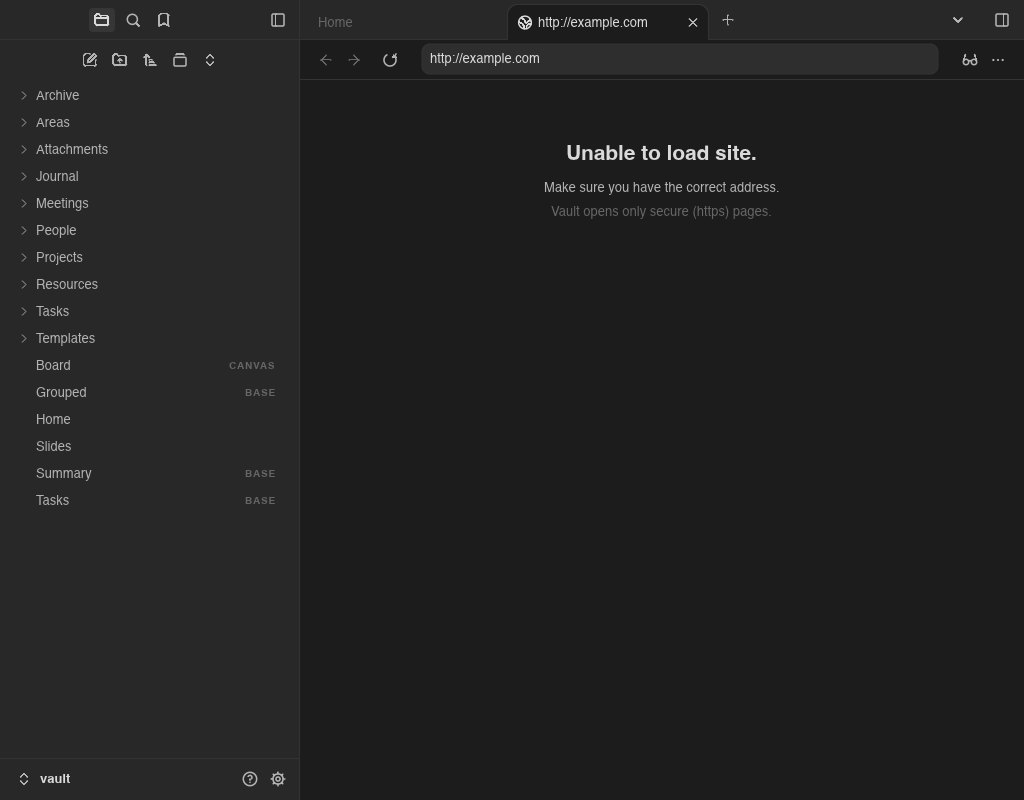 Home
http://example.com
http://example.com
Archive
Areas
Attachments
Journal
Meetings
People
Projects
Resources
Tasks
Templates
Board CANVAS
Grouped BASE
Home
Slides
Summary BASE
Tasks BASE
vault
Unable to load site.
Make sure you have the correct address.
Vault opens only secure (https) pages.